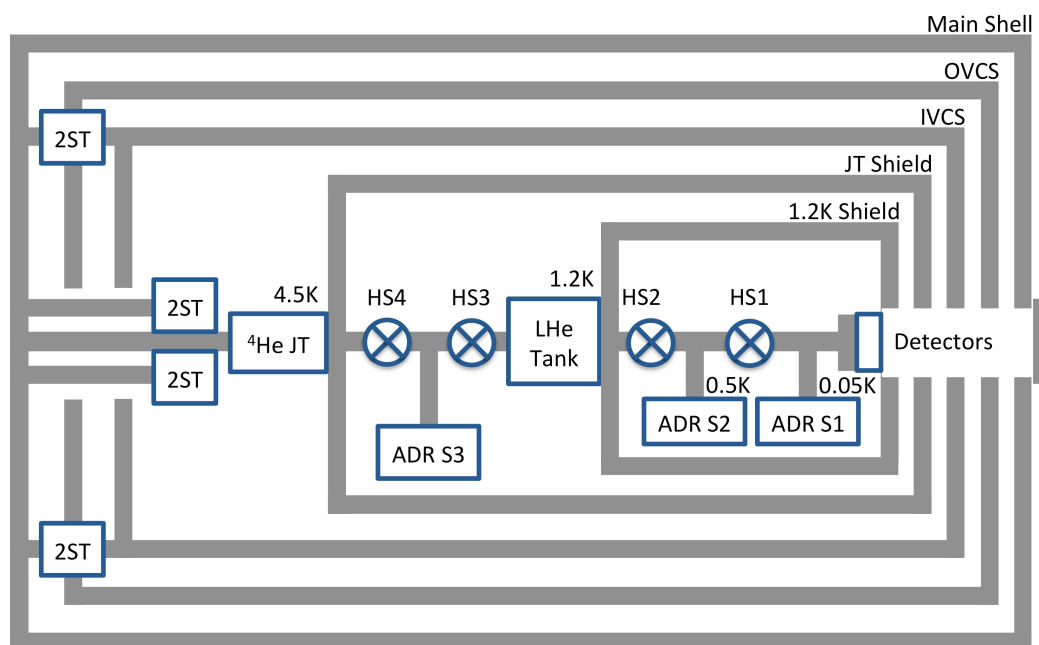 Main Shell
OVCS
IVCS
2ST
JT Shield
1.2K Shield
1.2K
4.5K
HS4
HS3
HS2
HS1
2ST
⁴He JT
LHe
Tank
Detectors
2ST
0.5K
0.05K
ADR S2
ADR S1
ADR S3
2ST